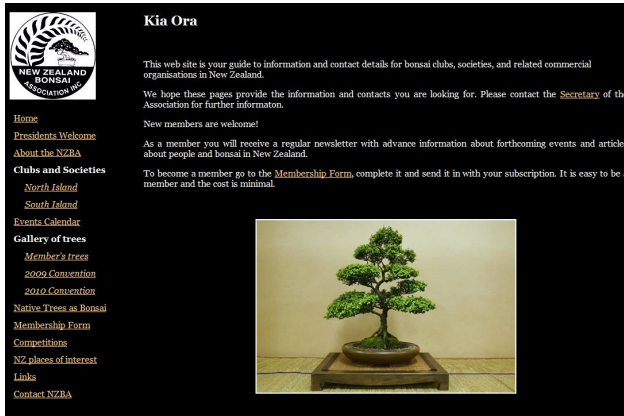 NEW ZEALAND
BONSAI
ASSOCIATION INC
Home
Presidents Welcome
About the NZBA
Clubs and Societies
North Island
South Island
Events Calendar
Gallery of trees
Member's trees
2009 Convention
2010 Convention
Native Trees as Bonsai
Membership Form
Competitions
NZ places of interest
Links
Contact NZBA
Kia Ora
This web site is your guide to information and contact details for bonsai clubs, societies, and related commercial
organisations in New Zealand.
We hope these pages provide the information and contacts you are looking for. Please contact the Secretary of the
Association for further informaton.
New members are welcome!
As a member you will receive a regular newsletter with advance information about forthcoming events and article
about people and bonsai in New Zealand.
To become a member go to the Membership Form, complete it and send it in with your subscription. It is easy to be a
member and the cost is minimal.